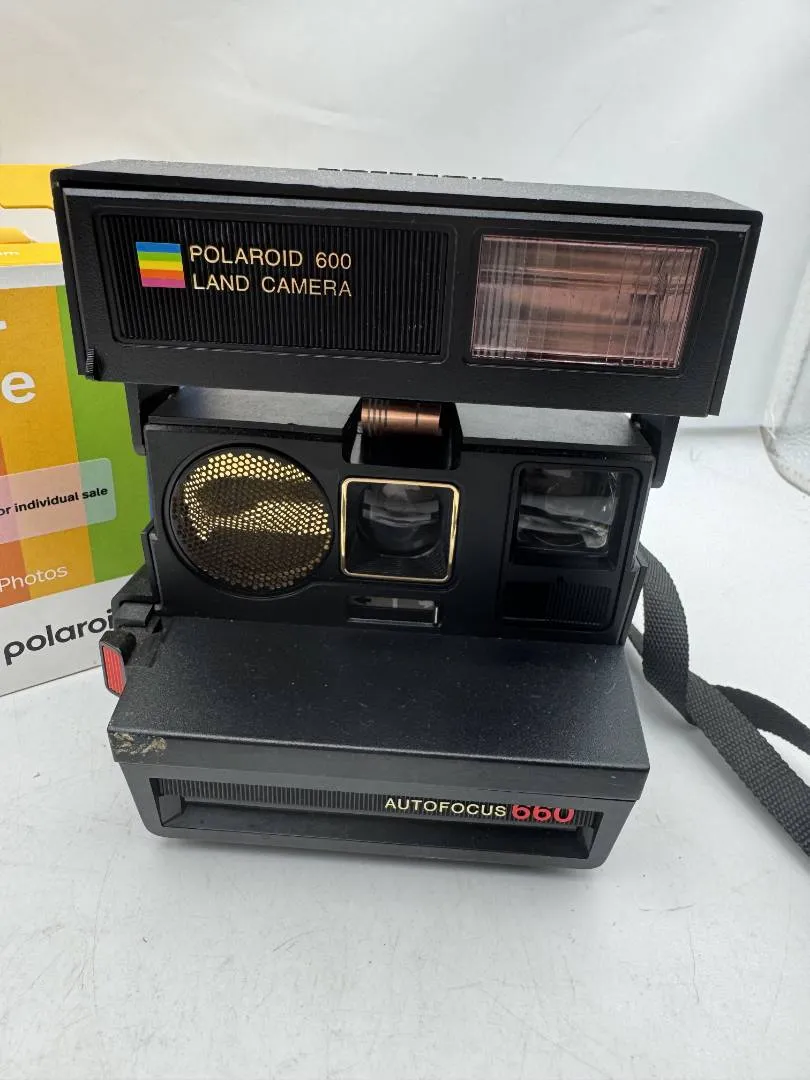 POLAROID 600
LAND CAMERA
e
or individual sale
Photos
polaroi
AUTOFOCUS 660